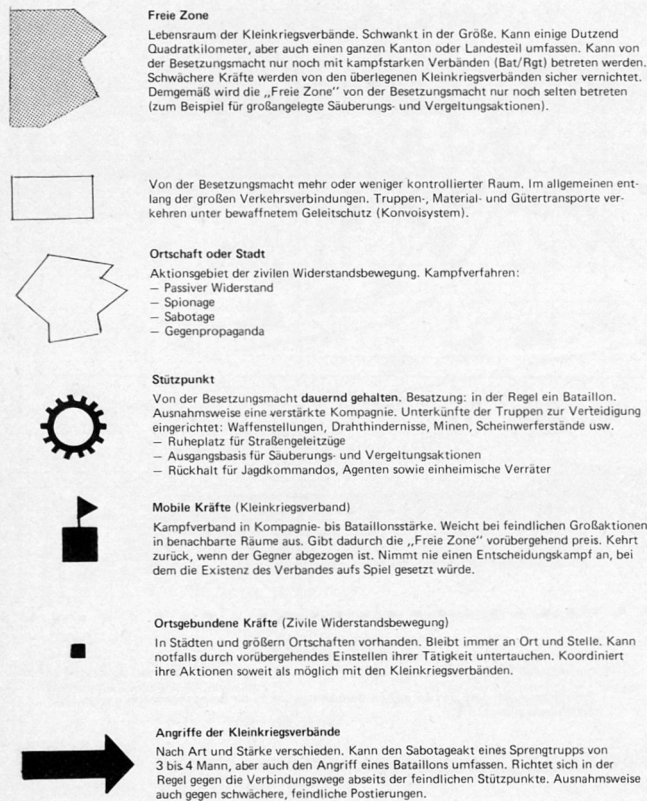 Freie Zone
Lebensraum der Kleinkriegsverbände. Schwankt in der Größe. Kann einige Dutzend
Quadratkilometer, aber auch einen ganzen Kanton oder Landesteil umfassen. Kann von
der Besetzungsmacht nur noch mit kampfstarken Verbänden (Bat/Rgt) betreten werden.
Schwächere Kräfte werden von den überlegenen Kleinkriegsverbänden sicher vernichtet.
Demgemäß wird die „Freie Zone" von der Besetzungsmacht nur noch selten betreten
(zum Beispiel für großangelegte Säuberungs- und Vergeltungsaktionen).
Von der Besetzungsmacht mehr oder weniger kontrollierter Raum. Im allgemeinen ent-
lang der großen Verkehrsverbindungen. Truppen-, Material- und Gütertransporte ver-
kehren unter bewaffnetem Geleitschutz (Konvoisystem).
Ortschaft oder Stadt
Aktionsgebiet der zivilen Widerstandsbewegung. Kampfverfahren:
— Passiver Widerstand
— Spionage
— Sabotage
— Gegenpropaganda
Stützpunkt
Von der Besetzungsmacht dauernd gehalten. Besatzung: in der Regel ein Bataillon.
Ausnahmsweise eine verstärkte Kompagnie. Unterkünfte der Truppen zur Verteidigung
eingerichtet: Waffenstellungen, Drahthindernisse, Minen, Scheinwerferstände usw.
— Ruheplatz für Straßengeleitzüge
— Ausgangsbasis für Säuberungs- und Vergeltungsaktionen
— Rückhalt für Jagdkommandos, Agenten sowie einheimische Verräter
Mobile Kräfte (Kleinkriegsverband)
Kampfverband in Kompagnie- bis Bataillonsstärke. Weicht bei feindlichen Großaktionen
in benachbarte Räume aus. Gibt dadurch die „Freie Zone" vorübergehend preis. Kehrt
zurück, wenn der Gegner abgezogen ist. Nimmt nie einen Entscheidungskampf an, bei
dem die Existenz des Verbandes aufs Spiel gesetzt würde.
Ortsgebundene Kräfte (Zivile Widerstandsbewegung)
In Städten und größern Ortschaften vorhanden. Bleibt immer an Ort und Stelle. Kann
notfalls durch vorübergehendes Einstellen ihrer Tätigkeit untertauchen. Koordiniert
ihre Aktionen soweit als möglich mit den Kleinkriegsverbänden.
Angriffe der Kleinkriegsverbände
Nach Art und Stärke verschieden. Kann den Sabotageakt eines Sprengtrupps von
3 bis 4 Mann, aber auch den Angriff eines Bataillons umfassen. Richtet sich in der
Regel gegen die Verbindungswege abseits der feindlichen Stützpunkte. Ausnahmsweise
auch gegen schwächere, feindliche Postierungen.